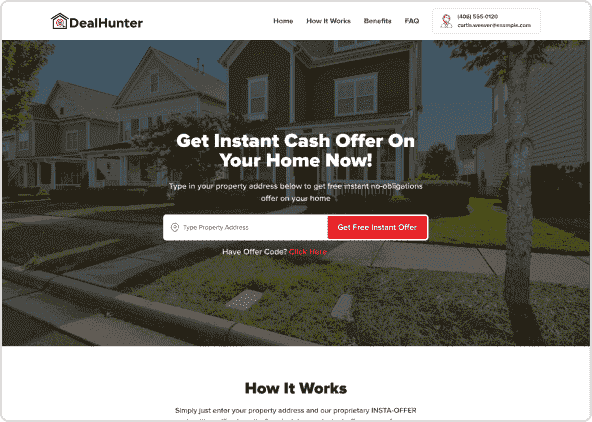 DealHunter
Home
How It Works
Benefits
FAQ
(406) 555-0120
curtis.weaver@example.com
Get Instant Cash Offer On
Your Home Now!
Type in your property address below to get free instant no-obligations
offer on your home
Type Property Address
Get Free Instant Offer
Have Offer Code? Click Here
How It Works
Simply just enter your property address and our proprietary INSTA-OFFER